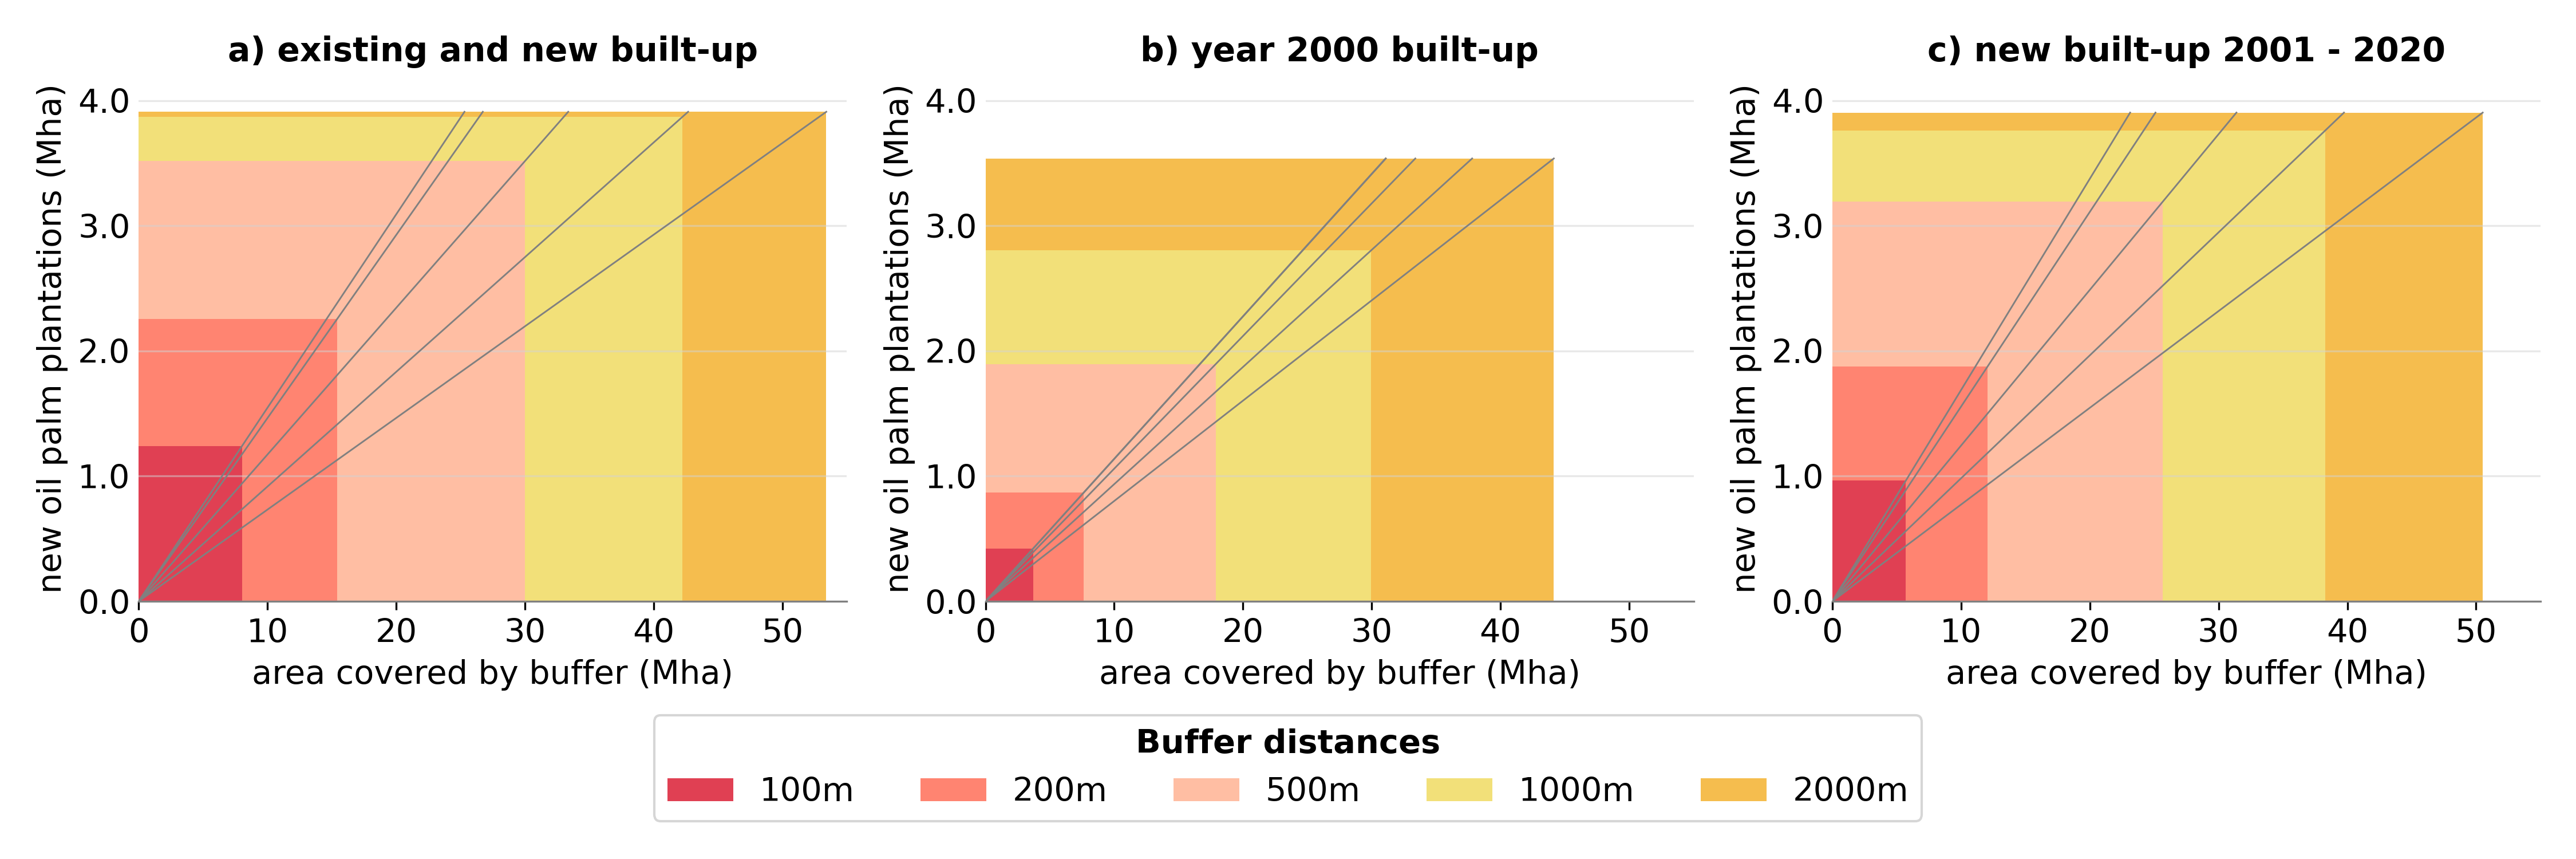 a) existing and new built-up
new oil palm plantations (Mha)
4.0
3.0
2.0
1.0
0.0
0 10 20 30 40 50
area covered by buffer (Mha)
b) year 2000 built-up
new oil palm plantations (Mha)
4.0
3.0
2.0
1.0
0.0
0 10 20 30 40 50
area covered by buffer (Mha)
c) new built-up 2001 - 2020
new oil palm plantations (Mha)
4.0
3.0
2.0
1.0
0.0
0 10 20 30 40 50
area covered by buffer (Mha)
Buffer distances
100m 200m 500m 1000m 2000m